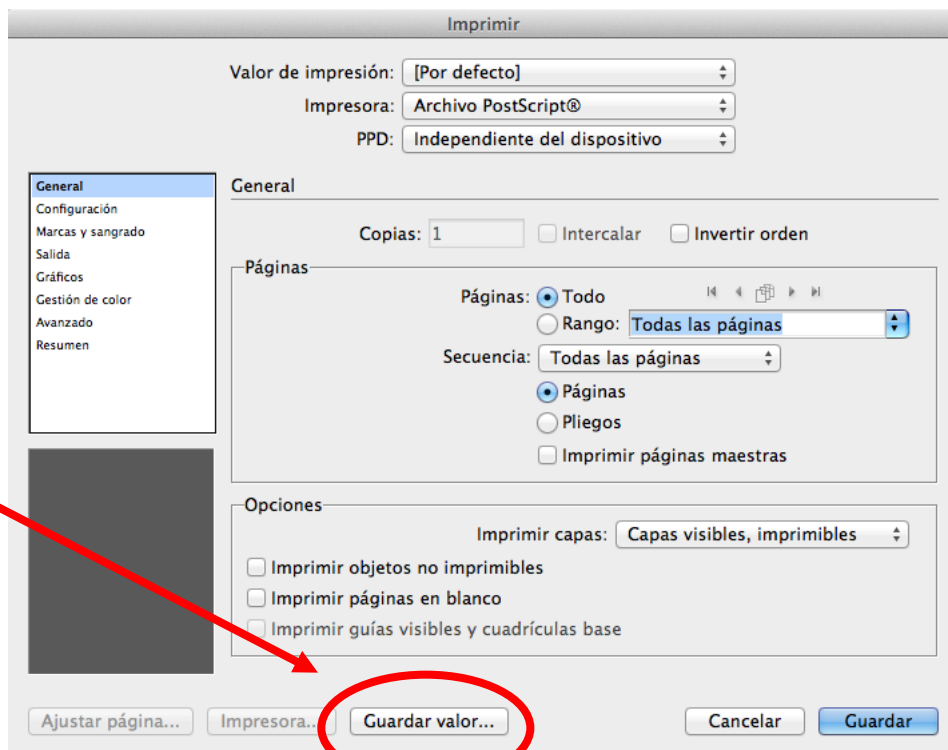 Imprimir
Valor de impresión: [Por defecto]
Impresora: Archivo PostScript®
PPD: Independiente del dispositivo
General
Configuración
Marcas y sangrado
Salida
Gráficos
Gestión de color
Avanzado
Resumen
General
Copias: 1 Intercalar Invertir orden
Páginas
Páginas: Todo
Rango: Todas las páginas
Secuencia: Todas las páginas
Páginas
Pliegos
Imprimir páginas maestras
Opciones
Imprimir capas: Capas visibles, imprimibles
Imprimir objetos no imprimibles
Imprimir páginas en blanco
Imprimir guías visibles y cuadrículas base
Ajustar página... Impresora... Guardar valor... Cancelar Guardar